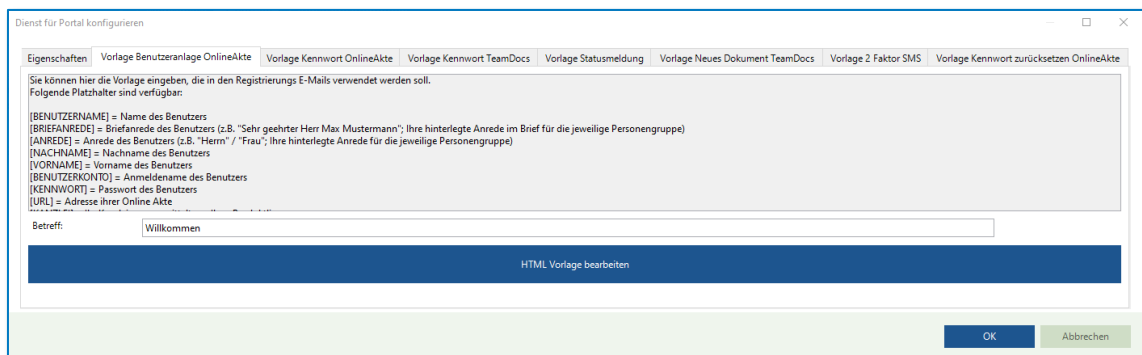 Dienst für Portal konfigurieren
Eigenschaften Vorlage Benutzeranlage OnlineAkte Vorlage Kennwort OnlineAkte Vorlage Kennwort TeamDocs Vorlage Statusmeldung Vorlage Neues Dokument TeamDocs Vorlage 2 Faktor SMS Vorlage Kennwort zurücksetzen OnlineAkte
Sie können hier die Vorlage eingeben, die in den Registrierungs E-Mails verwendet werden soll.
Folgende Platzhalter sind verfügbar:
[BENUTZERNAME] = Name des Benutzers
[BRIEFANREDE] = Briefanrede des Benutzers (z.B. "Sehr geehrter Herr Max Mustermann"; Ihre hinterlegte Anrede im Brief für die jeweilige Personengruppe)
[ANREDE] = Anrede des Benutzers (z.B. "Herrn" / "Frau"; Ihre hinterlegte Anrede für die jeweilige Personengruppe)
[NACHNAME] = Nachname des Benutzers
[VORNAME] = Vorname des Benutzers
[BENUTZERKONTO] = Anmeldename des Benutzers
[KENNWORT] = Passwort des Benutzers
[URL] = Adresse ihrer Online Akte
Betreff: Willkommen
HTML Vorlage bearbeiten
OK Abbrechen